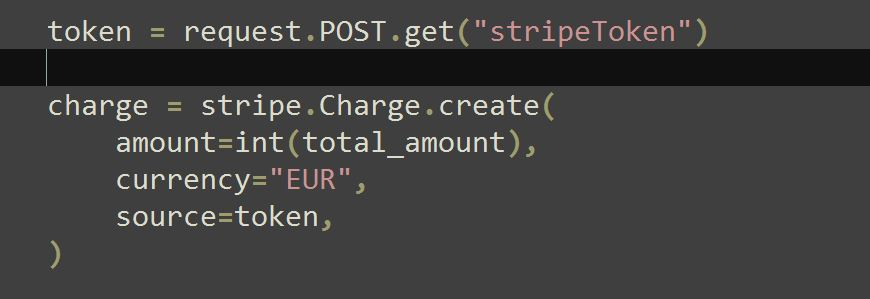 token = request.POST.get("stripeToken")
charge = stripe.Charge.create(
    amount=int(total_amount),
    currency="EUR",
    source=token,
)